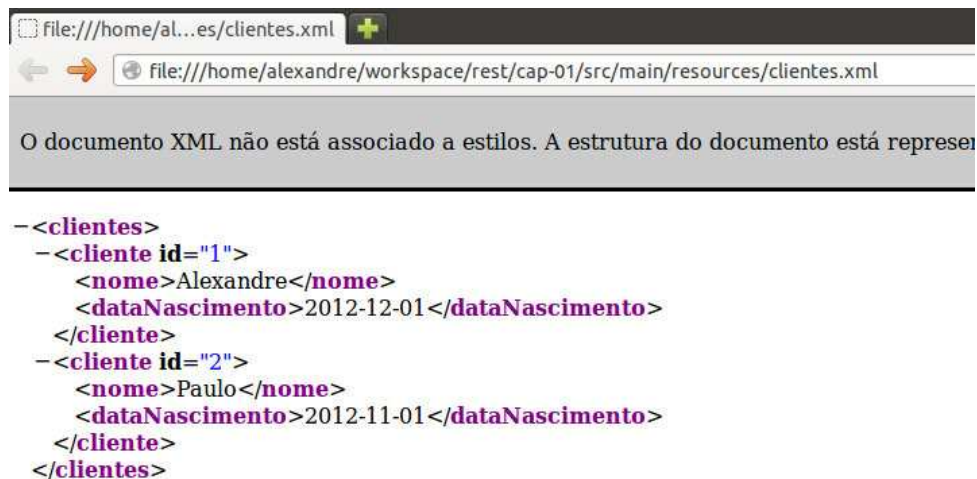 file:///home/al...es/clientes.xml
file:///home/alexandre/workspace/rest/cap-01/src/main/resources/clientes.xml
O documento XML não está associado a estilos. A estrutura do documento está represen
−<clientes>
−<cliente id="1">
<nome>Alexandre</nome>
<dataNascimento>2012-12-01</dataNascimento>
</cliente>
−<cliente id="2">
<nome>Paulo</nome>
<dataNascimento>2012-11-01</dataNascimento>
</cliente>
</clientes>